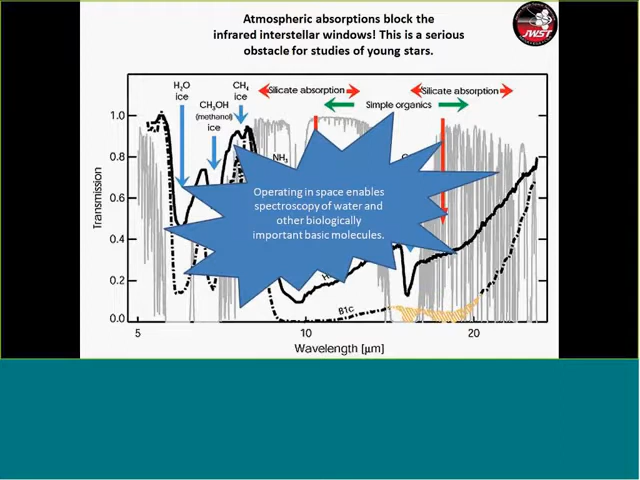 Atmospheric absorptions block the
infrared interstellar windows! This is a serious
obstacle for studies of young stars.
JWST
H₂O
ice
CH₃OH
(methanol)
ice
CH₄
ice
Silicate absorption
Silicate absorption
Simple organics
NH₃
Operating in space enables
spectroscopy of water and
other biologically
important basic molecules.
B1c
Transmission
1.0
0.8
0.6
0.4
0.2
0.0
5
10
20
Wavelength [μm]